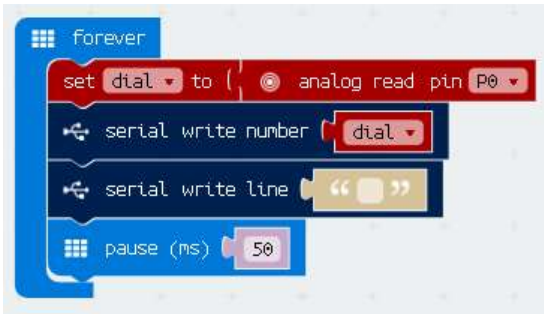 forever
set dial to ( analog read pin P0
serial write number dial
serial write line “ ”
pause (ms) 50